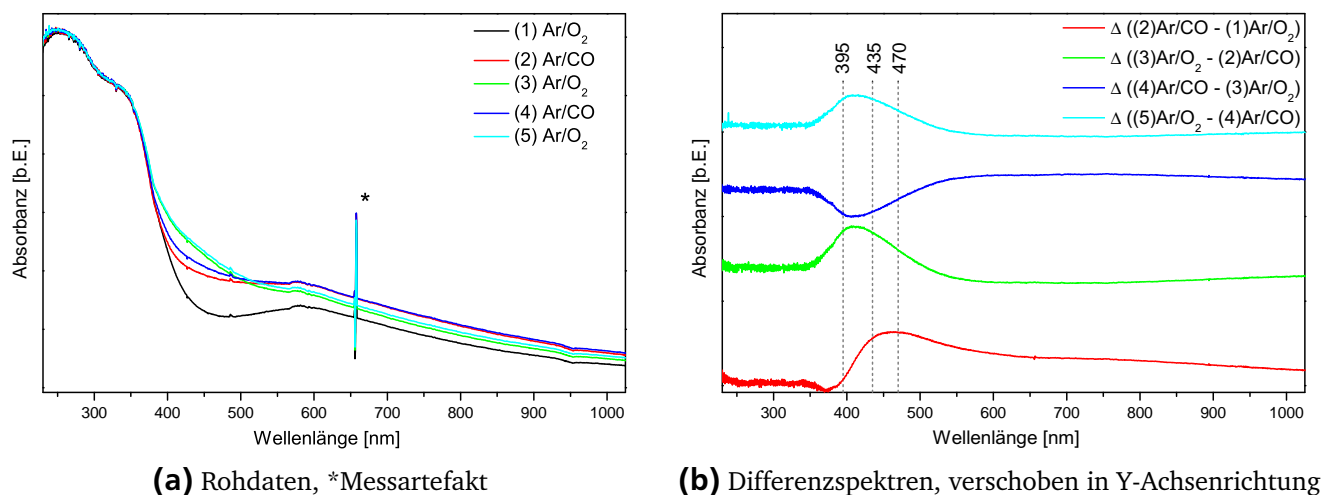 (1) Ar/O₂
(2) Ar/CO
(3) Ar/O₂
(4) Ar/CO
(5) Ar/O₂
*
Absorbanz [b.E.]
300 400 500 600 700 800 900 1000
Wellenlänge [nm]
(a) Rohdaten, *Messartefakt
Δ ((2)Ar/CO - (1)Ar/O₂)
Δ ((3)Ar/O₂ - (2)Ar/CO)
Δ ((4)Ar/CO - (3)Ar/O₂)
Δ ((5)Ar/O₂ - (4)Ar/CO)
395
435
470
Absorbanz [b.E.]
300 400 500 600 700 800 900 1000
Wellenlänge [nm]
(b) Differenzspektren, verschoben in Y-Achsenrichtung